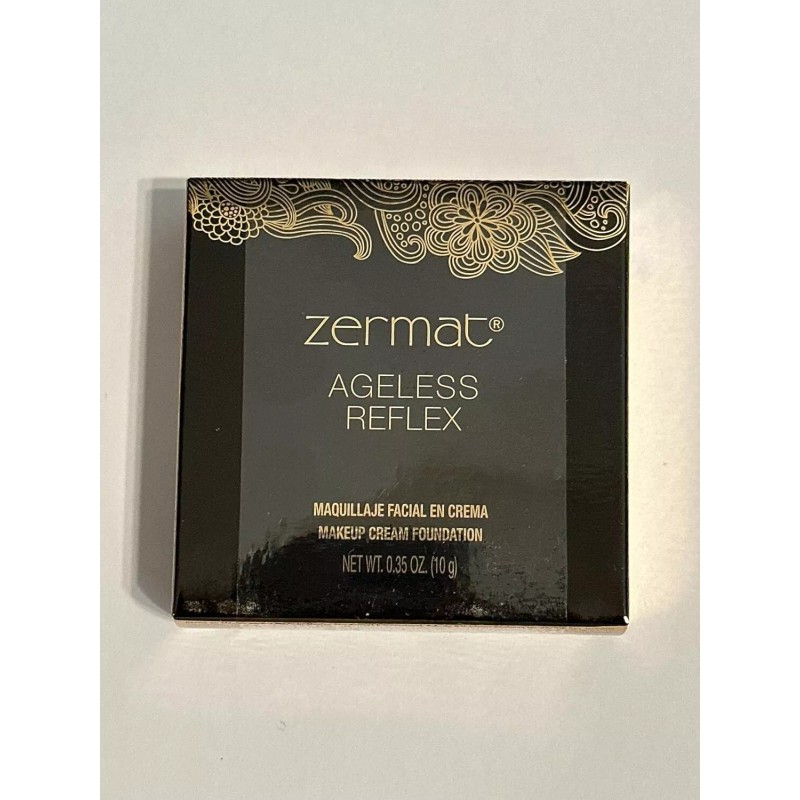 zermat®
AGELESS
REFLEX
MAQUILLAJE FACIAL EN CREMA
MAKEUP CREAM FOUNDATION
NET WT. 0.35 OZ. (10 g)